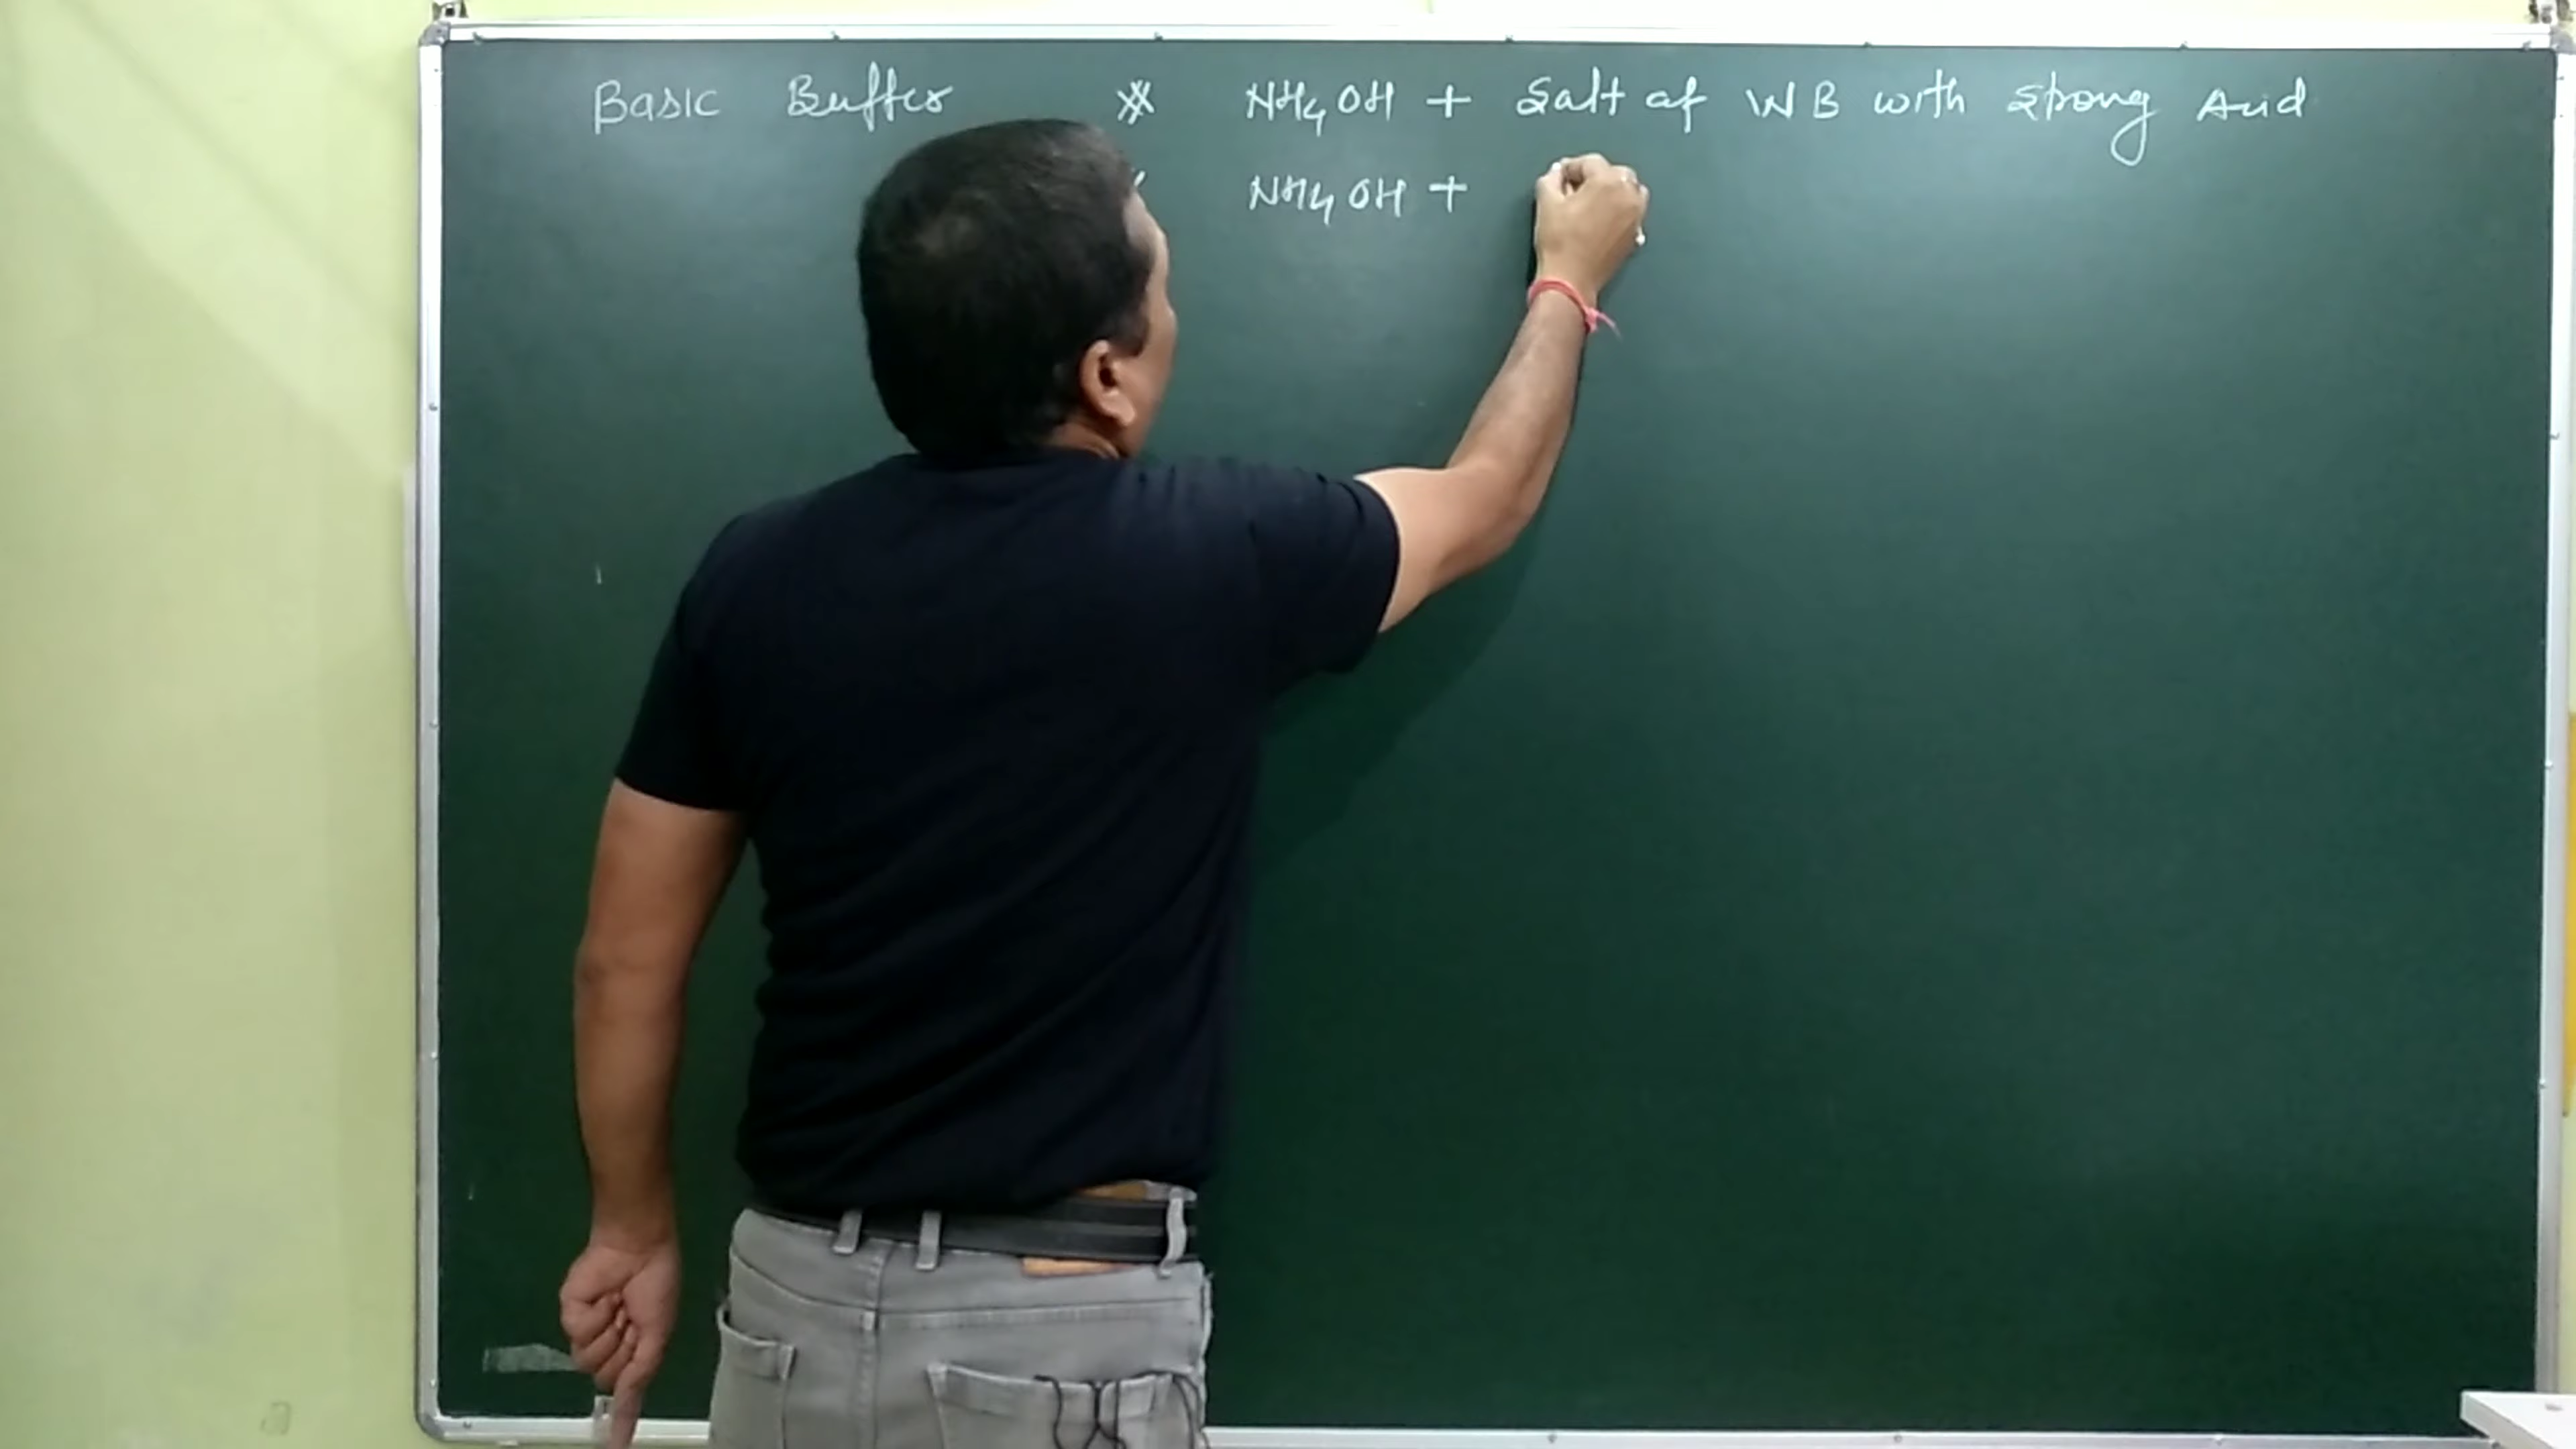 Basic Buffer ※ NH4OH + Salt of WB with Strong Acid
NH4OH +